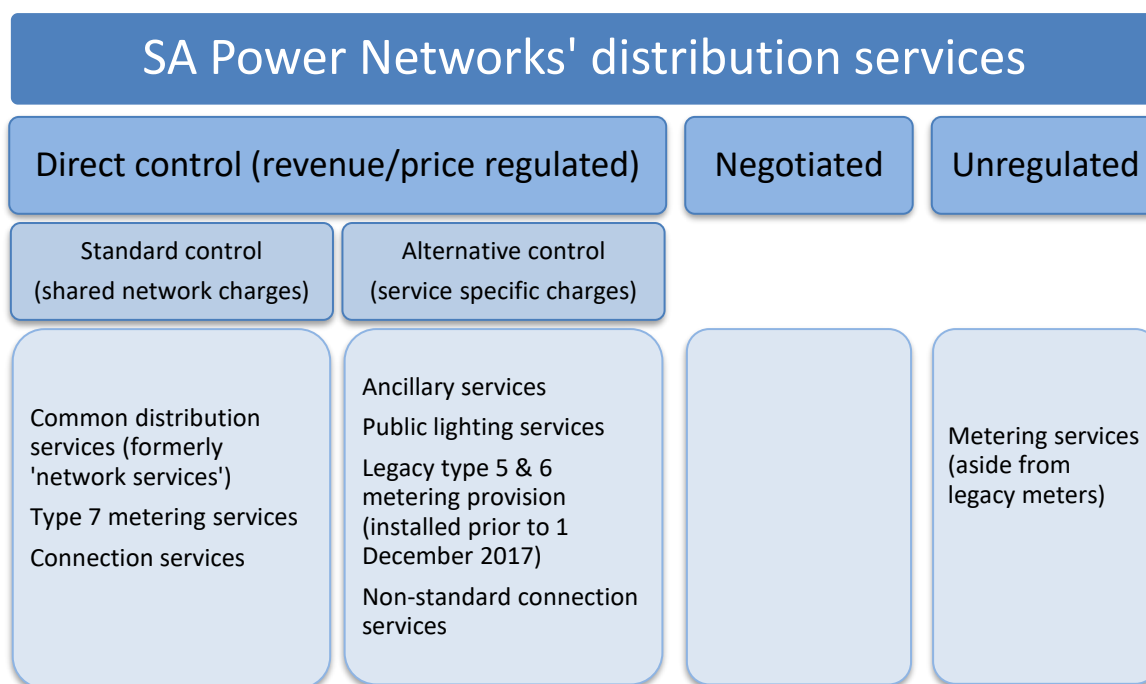 SA Power Networks' distribution services
Direct control (revenue/price regulated)
Negotiated
Unregulated
Standard control
(shared network charges)
Alternative control
(service specific charges)
Common distribution
services (formerly
'network services')
Type 7 metering services
Connection services
Ancillary services
Public lighting services
Legacy type 5 & 6
metering provision
(installed prior to 1
December 2017)
Non-standard connection
services
Metering services
(aside from
legacy meters)